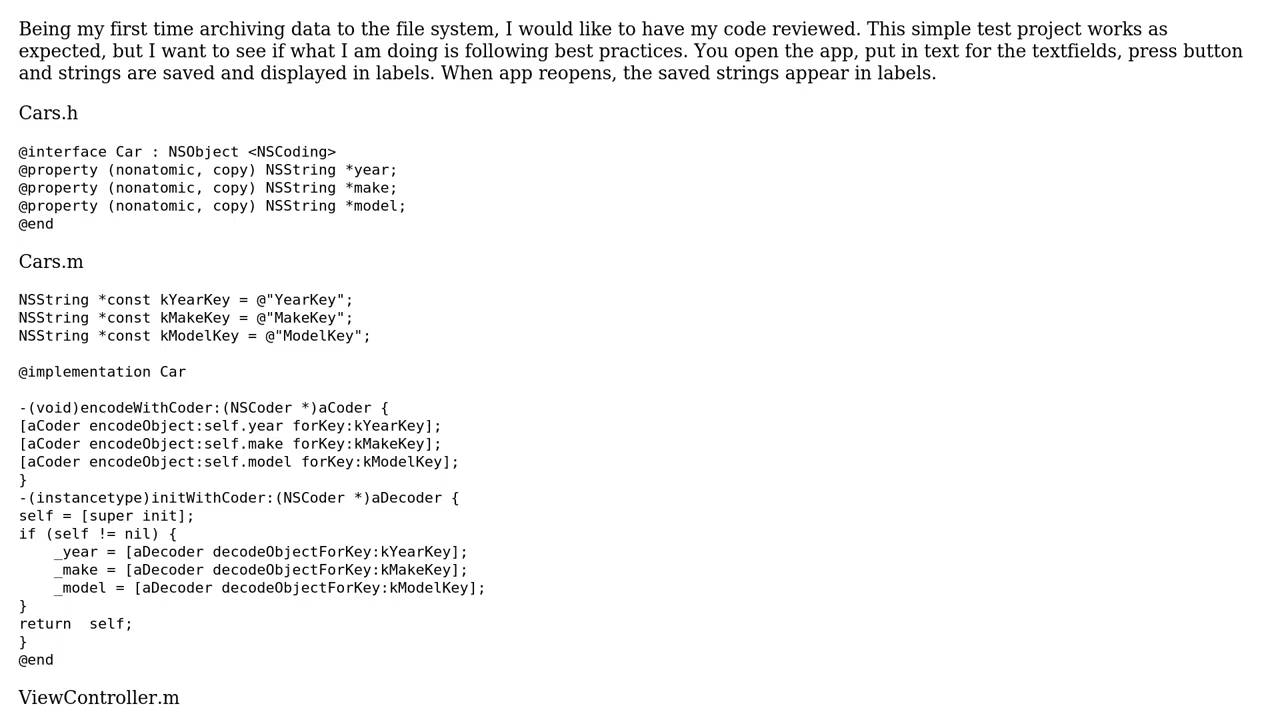 Being my first time archiving data to the file system, I would like to have my code reviewed. This simple test project works as
expected, but I want to see if what I am doing is following best practices. You open the app, put in text for the textfields, press button
and strings are saved and displayed in labels. When app reopens, the saved strings appear in labels.
Cars.h
@interface Car : NSObject <NSCoding>
@property (nonatomic, copy) NSString *year;
@property (nonatomic, copy) NSString *make;
@property (nonatomic, copy) NSString *model;
@end
Cars.m
NSString *const kYearKey = @"YearKey";
NSString *const kMakeKey = @"MakeKey";
NSString *const kModelKey = @"ModelKey";
@implementation Car
-(void)encodeWithCoder:(NSCoder *)aCoder {
[aCoder encodeObject:self.year forKey:kYearKey];
[aCoder encodeObject:self.make forKey:kMakeKey];
[aCoder encodeObject:self.model forKey:kModelKey];
}
-(instancetype)initWithCoder:(NSCoder *)aDecoder {
self = [super init];
if (self != nil) {
    _year = [aDecoder decodeObjectForKey:kYearKey];
    _make = [aDecoder decodeObjectForKey:kMakeKey];
    _model = [aDecoder decodeObjectForKey:kModelKey];
}
return  self;
}
@end
ViewController.m